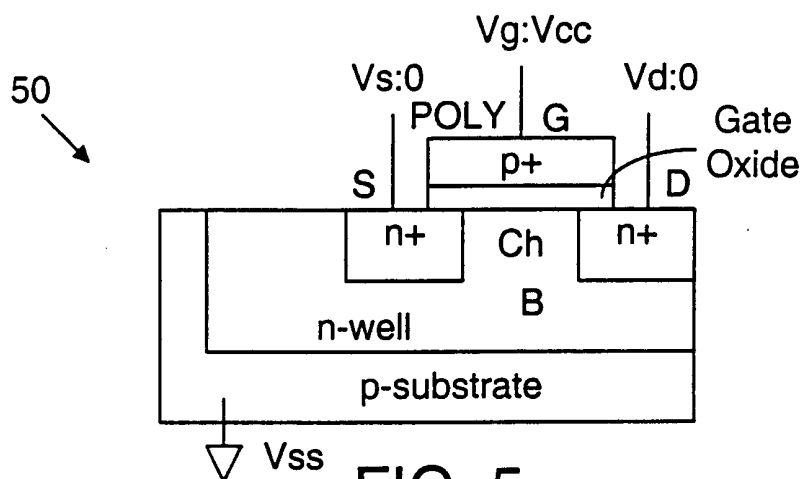 Vg:Vcc
50
Vs:0
Vd:0
POLY
G
Gate
Oxide
p+
S
D
n+
Ch
n+
B
n-well
p-substrate
Vss
FIG. 5